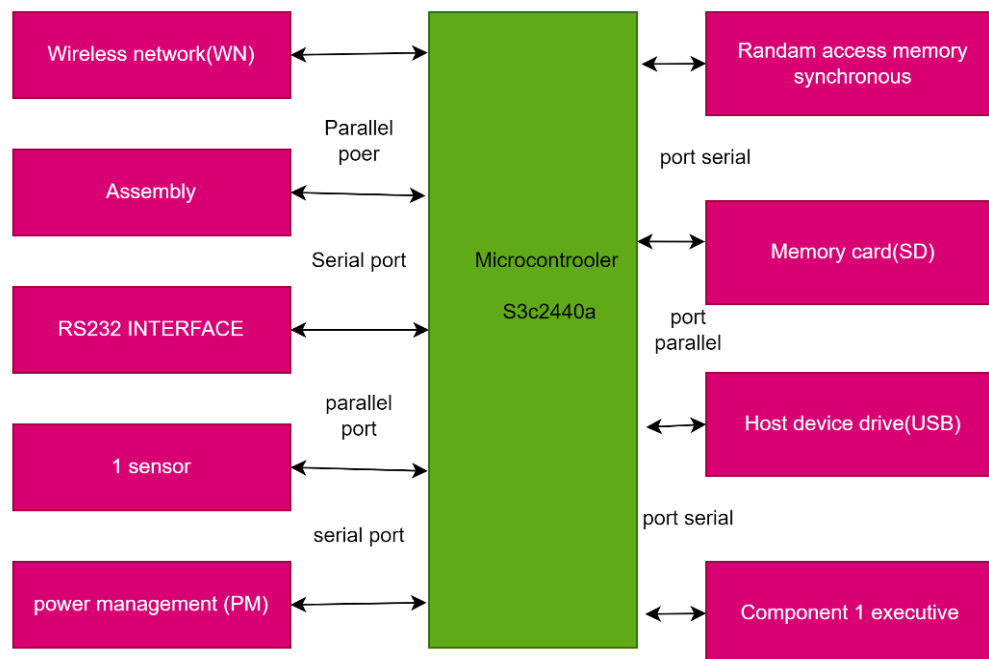 Wireless network(WN)
Parallel
poer
Assembly
Serial port
RS232 INTERFACE
parallel
port
1 sensor
serial port
power management (PM)
Microcontrooler
S3c2440a
Randam access memory
synchronous
port serial
Memory card(SD)
port
parallel
Host device drive(USB)
port serial
Component 1 executive